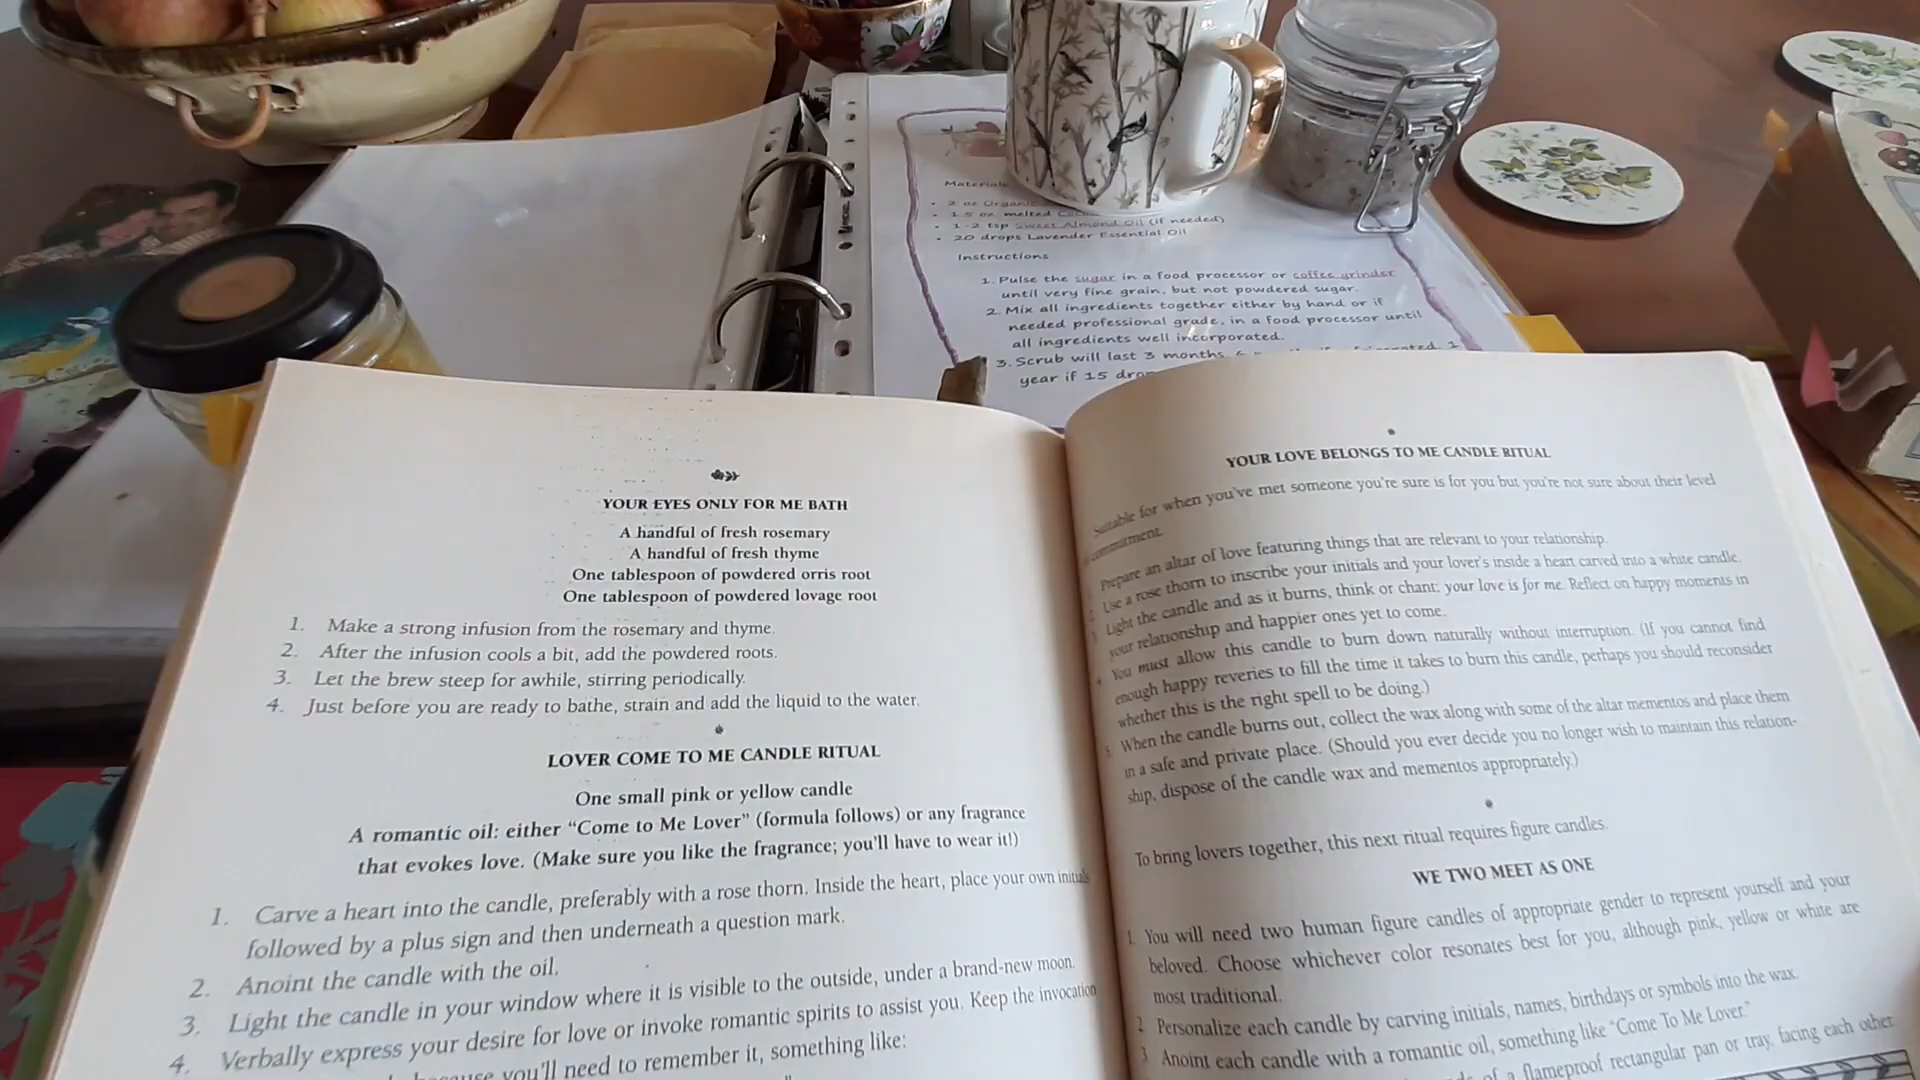 Materials
2 oz Organic
1.5 oz melted
1-2 tsp Sweet Almond Oil (if needed)
20 drops Lavender Essential Oil
Instructions
1. Pulse the sugar in a food processor or coffee grinder
until very fine grain, but not powdered sugar.
2. Mix all ingredients together either by hand or if
needed professional grade, in a food processor until
all ingredients well incorporated.
3. Scrub will last 3 months,
year if 15
YOUR EYES ONLY FOR ME BATH
A handful of fresh rosemary
A handful of fresh thyme
One tablespoon of powdered orris root
One tablespoon of powdered lovage root
1. Make a strong infusion from the rosemary and thyme.
2. After the infusion cools a bit, add the powdered roots.
3. Let the brew steep for awhile, stirring periodically.
4. Just before you are ready to bathe, strain and add the liquid to the water.
LOVER COME TO ME CANDLE RITUAL
One small pink or yellow candle
A romantic oil: either “Come to Me Lover” (formula follows) or any fragrance
that evokes love. (Make sure you like the fragrance; you’ll have to wear it!)
1. Carve a heart into the candle, preferably with a rose thorn. Inside the heart, place your own initials
followed by a plus sign and then underneath a question mark.
2. Anoint the candle with the oil.
3. Light the candle in your window where it is visible to the outside, under a brand-new moon.
4. Verbally express your desire for love or invoke romantic spirits to assist you. Keep the invocation
because you’ll need to remember it, something like:
YOUR LOVE BELONGS TO ME CANDLE RITUAL
Suitable for when you’ve met someone you’re sure is for you but you’re not sure about their level
commitment.
Prepare an altar of love featuring things that are relevant to your relationship.
2. Use a rose thorn to inscribe your initials and your lover’s inside a heart carved into a white candle.
3. Light the candle and as it burns, think or chant: your love is for me. Reflect on happy moments in
your relationship and happier ones yet to come.
You must allow this candle to burn down naturally without interruption. (If you cannot find
enough happy reveries to fill the time it takes to burn this candle, perhaps you should reconsider
whether this is the right spell to be doing.)
5. When the candle burns out, collect the wax along with some of the altar mementos and place them
in a safe and private place. (Should you ever decide you no longer wish to maintain this relation-
ship, dispose of the candle wax and mementos appropriately.)
To bring lovers together, this next ritual requires figure candles.
WE TWO MEET AS ONE
1. You will need two human figure candles of appropriate gender to represent yourself and your
beloved. Choose whichever color resonates best for you, although pink, yellow or white are
most traditional.
2. Personalize each candle by carving initials, names, birthdays or symbols into the wax.
3. Anoint each candle with a romantic oil, something like “Come To Me Lover.”
of a flameproof rectangular pan or tray, facing each other